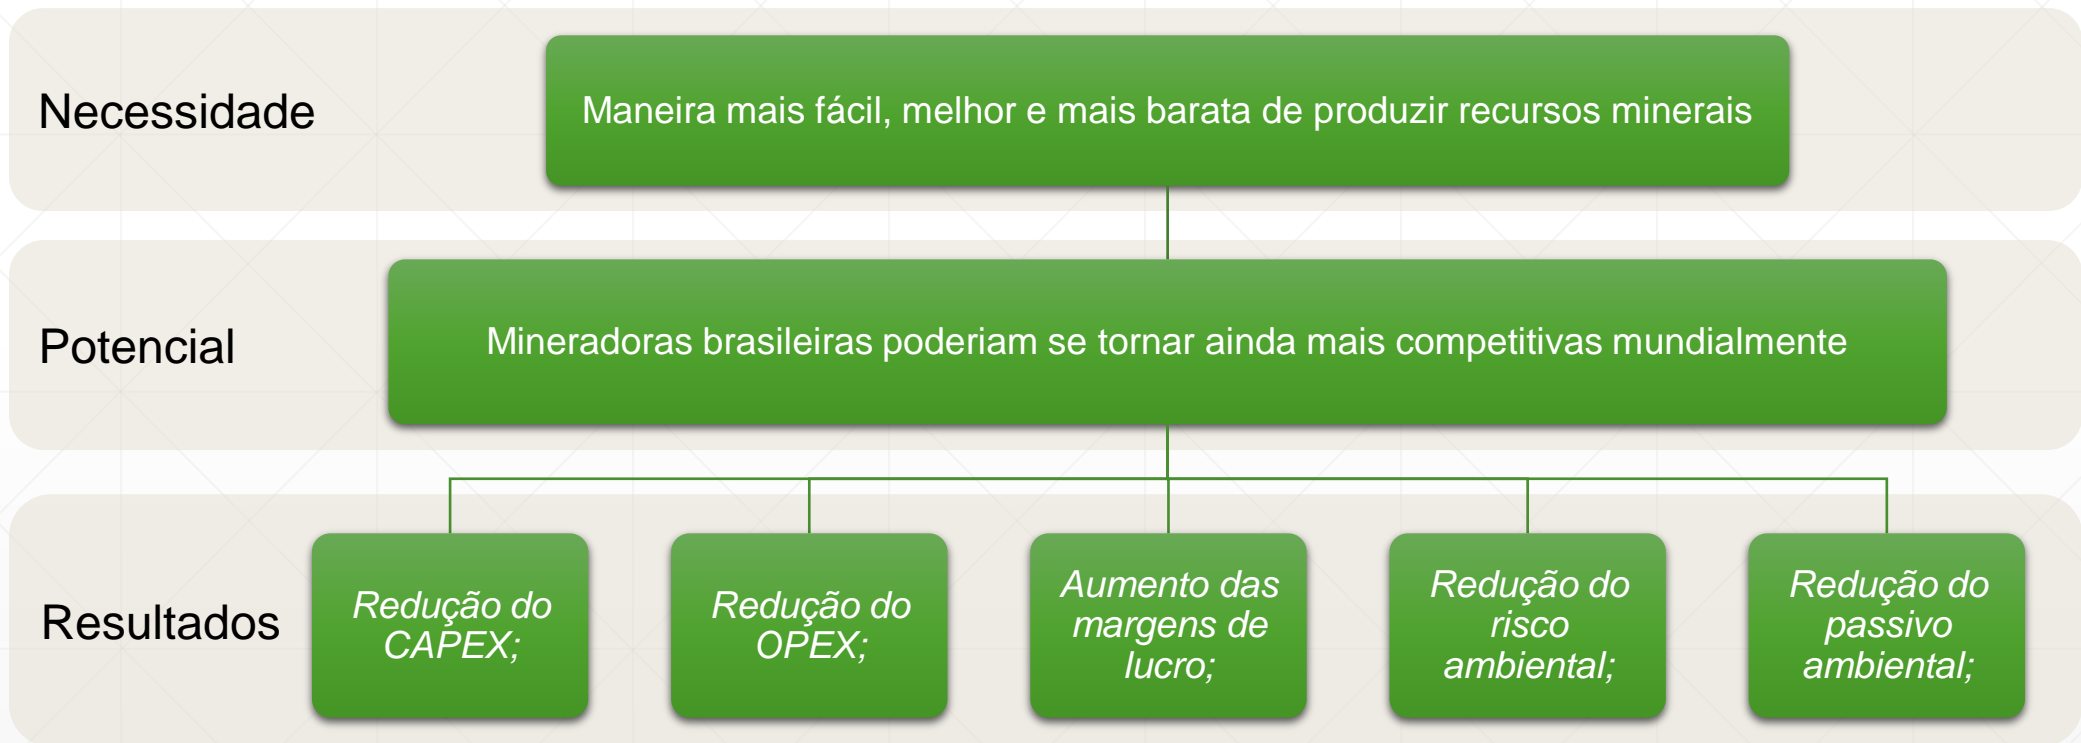 Necessidade
Maneira mais fácil, melhor e mais barata de produzir recursos minerais
Potencial
Mineradoras brasileiras poderiam se tornar ainda mais competitivas mundialmente
Resultados
Redução do
CAPEX;
Redução do
OPEX;
Aumento das
margens de
lucro;
Redução do
risco
ambiental;
Redução do
passivo
ambiental;